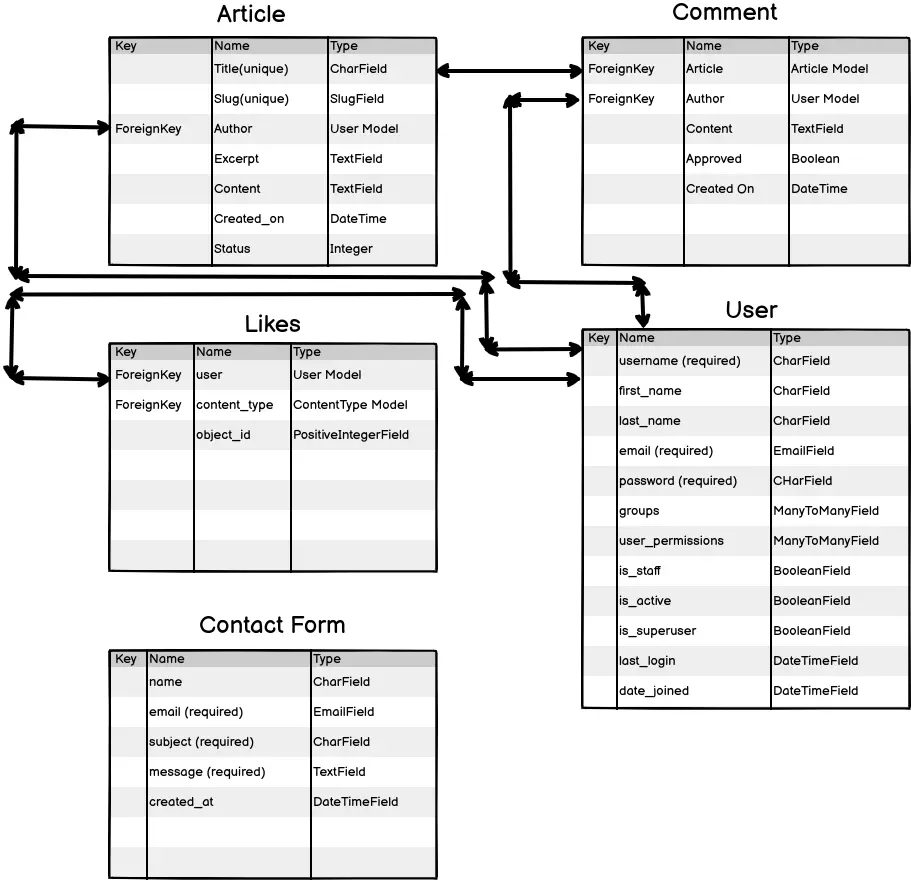 Article
Key Name Type
Title(unique) CharField
Slug(unique) SlugField
ForeignKey Author User Model
Excerpt TextField
Content TextField
Created_on DateTime
Status Integer
Comment
Key Name Type
ForeignKey Article Article Model
ForeignKey Author User Model
Content TextField
Approved Boolean
Created On DateTime
Likes
Key Name Type
ForeignKey user User Model
ForeignKey content_type ContentType Model
object_id PositiveIntegerField
User
Key Name Type
username (required) CharField
first_name CharField
last_name CharField
email (required) EmailField
password (required) CHarField
groups ManyToManyField
user_permissions ManyToManyField
is_staff BooleanField
is_active BooleanField
is_superuser BooleanField
last_login DateTimeField
date_joined DateTimeField
Contact Form
Key Name Type
name CharField
email (required) EmailField
subject (required) CharField
message (required) TextField
created_at DateTimeField